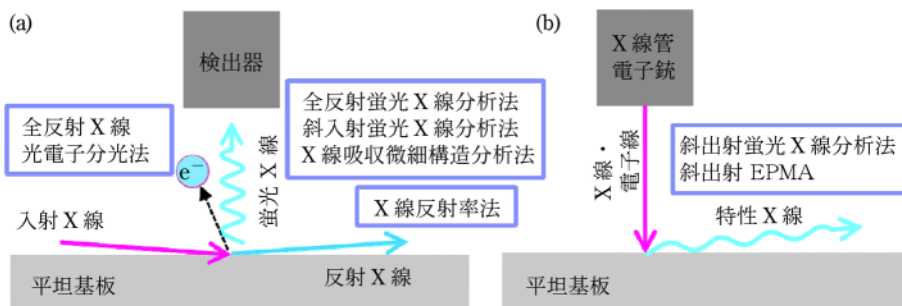 (a)
検出器
全反射X線
光電子分光法
e−
蛍光X線
全反射蛍光X線分析法
斜入射蛍光X線分析法
X線吸収微細構造分析法
X線反射率法
入射X線
平坦基板
反射X線
(b)
X線管
電子銃
X線・
電子線
斜出射蛍光X線分析法
斜出射 EPMA
特性X線
平坦基板